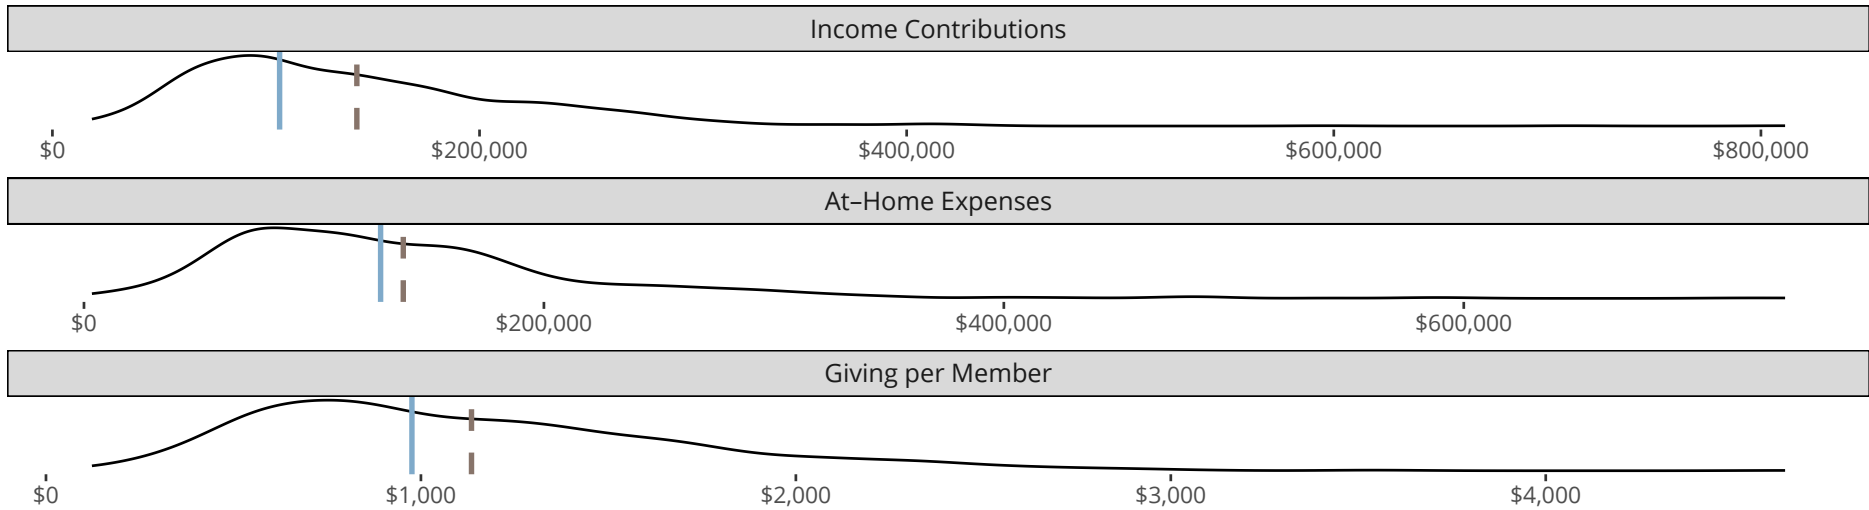 Income Contributions
$0 $200,000 $400,000 $600,000 $800,000
At–Home Expenses
$0 $200,000 $400,000 $600,000
Giving per Member
$0 $1,000 $2,000 $3,000 $4,000